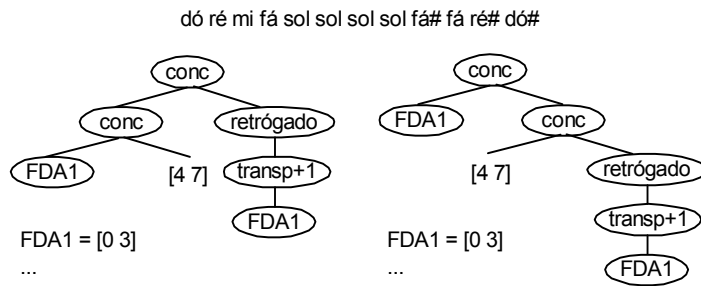 dó ré mi fá sol sol sol sol fá# fá ré# dó#
conc
conc
retrógado
FDA1
[4 7]
transp+1
FDA1
FDA1 = [0 3]
...
conc
FDA1
conc
[4 7]
retrógado
transp+1
FDA1
FDA1 = [0 3]
...